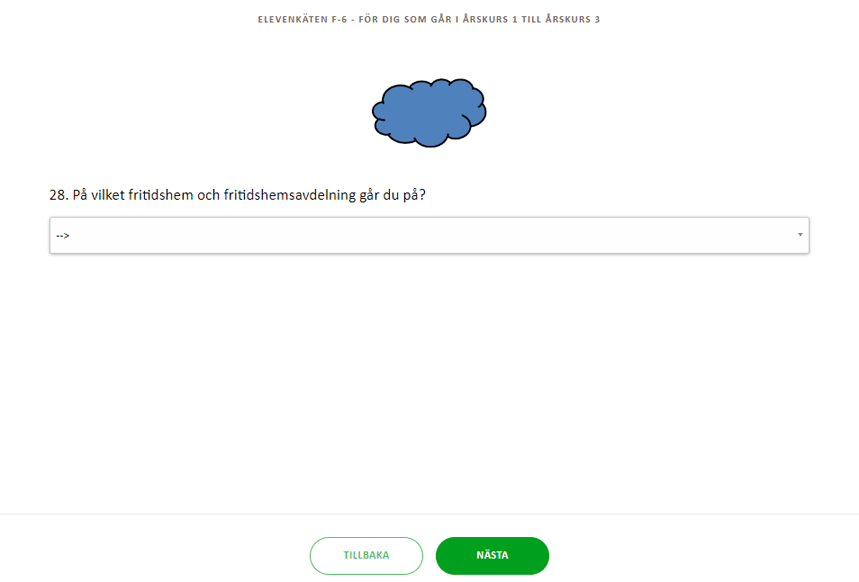 ELEVENKÄTEN F-6 - FÖR DIG SOM GÅR I ÅRSKURS 1 TILL ÅRSKURS 3
28. På vilket fritidshem och fritidshemsavdelning går du på?
-->
TILLBAKA
NÄSTA